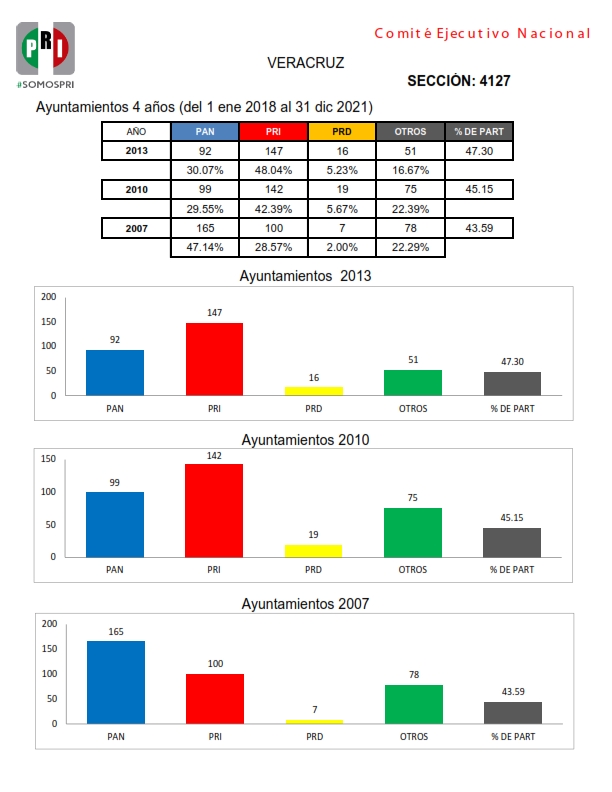 Comité Ejecutivo Nacional
PRI
#SOMOSPRI
VERACRUZ
SECCIÓN: 4127
Ayuntamientos 4 años (del 1 ene 2018 al 31 dic 2021)
AÑO PAN PRI PRD OTROS % DE PART
2013 92 147 16 51 47.30
30.07% 48.04% 5.23% 16.67%
2010 99 142 19 75 45.15
29.55% 42.39% 5.67% 22.39%
2007 165 100 7 78 43.59
47.14% 28.57% 2.00% 22.29%
Ayuntamientos 2013
200
150
100
50
0
92 147 16 51 47.30
PAN PRI PRD OTROS % DE PART
Ayuntamientos 2010
150
100
50
0
99 142 19 75 45.15
PAN PRI PRD OTROS % DE PART
Ayuntamientos 2007
200
150
100
50
0
165 100 7 78 43.59
PAN PRI PRD OTROS % DE PART